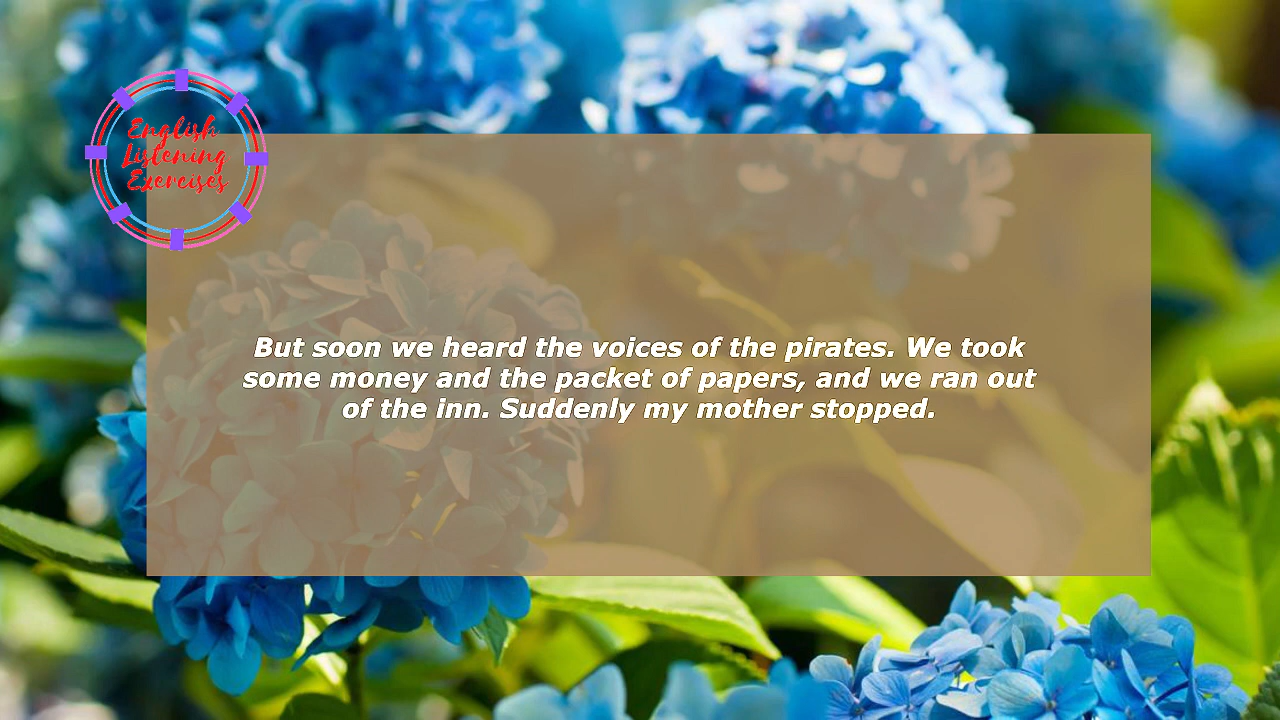 English
Listening
Exercises
But soon we heard the voices of the pirates. We took
some money and the packet of papers, and we ran out
of the inn. Suddenly my mother stopped.